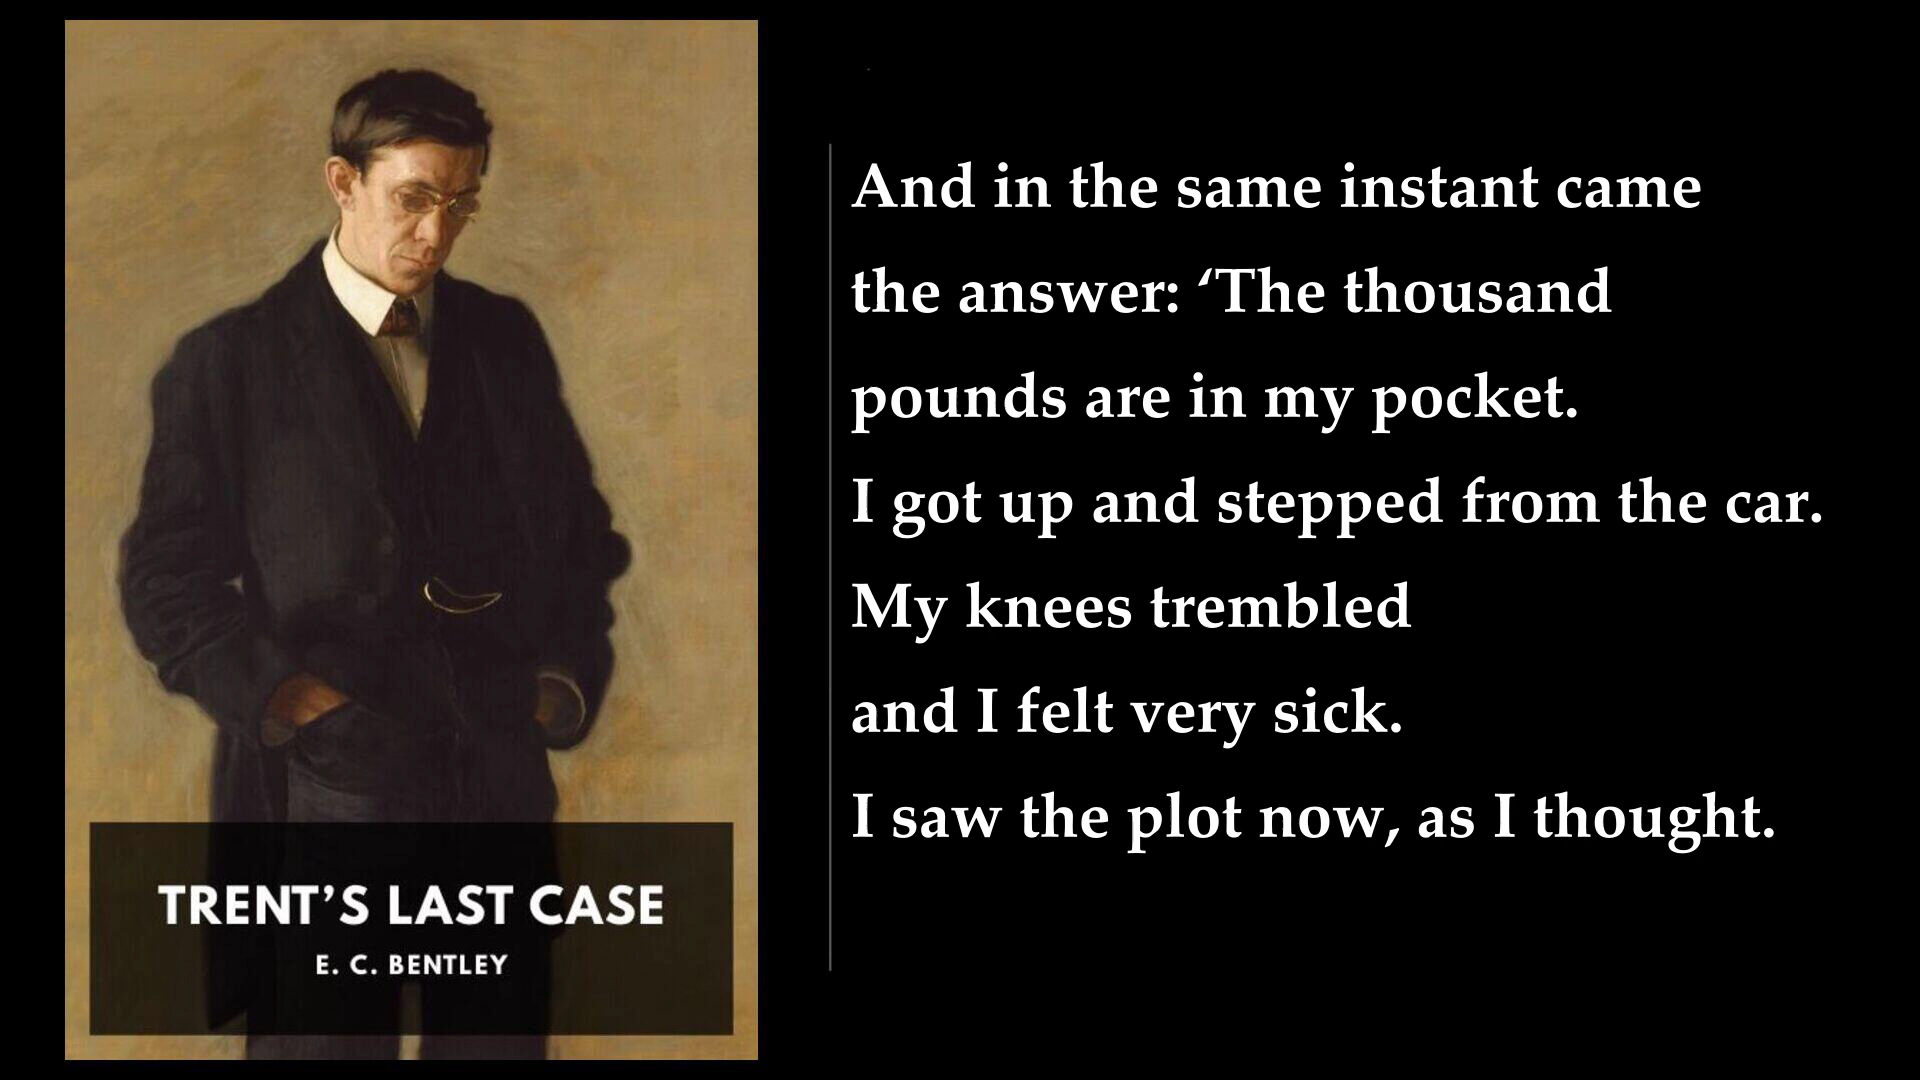 And in the same instant came
the answer: ‘The thousand
pounds are in my pocket.
I got up and stepped from the car.
My knees trembled
and I felt very sick.
I saw the plot now, as I thought.
TRENT’S LAST CASE
E. C. BENTLEY